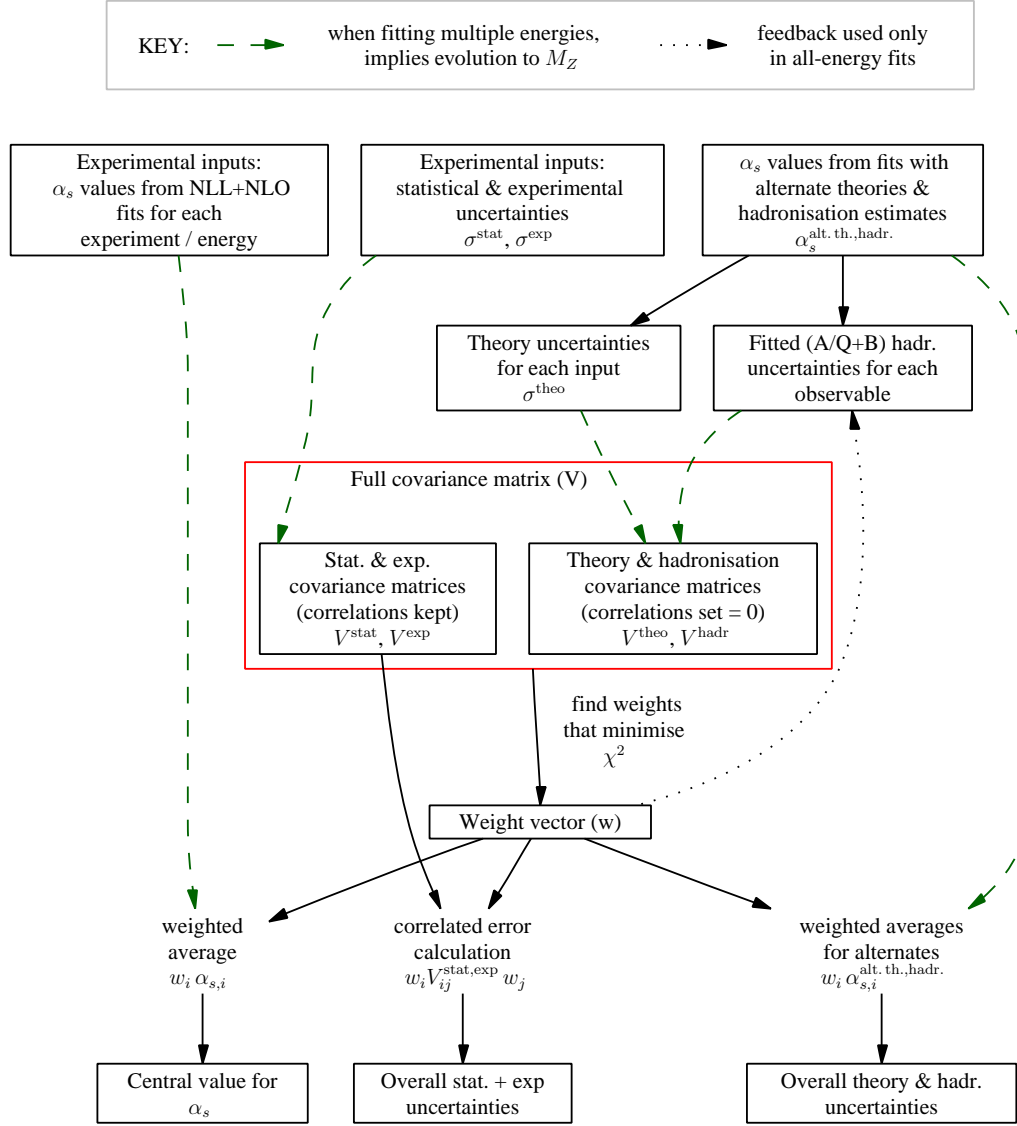 KEY:
when fitting multiple energies,
implies evolution to M_Z
feedback used only
in all-energy fits
Experimental inputs:
α_s values from NLL+NLO
fits for each
experiment / energy
Experimental inputs:
statistical & experimental
uncertainties
σ^stat, σ^exp
α_s values from fits with
alternate theories &
hadronisation estimates
α_s^alt. th.,hadr.
Theory uncertainties
for each input
σ^theo
Fitted (A/Q+B) hadr.
uncertainties for each
observable
Full covariance matrix (V)
Stat. & exp.
covariance matrices
(correlations kept)
V^stat, V^exp
Theory & hadronisation
covariance matrices
(correlations set = 0)
V^theo, V^hadr
find weights
that minimise
χ^2
Weight vector (w)
weighted
average
w_i α_s,i
correlated error
calculation
w_i V_ij^stat,exp w_j
weighted averages
for alternates
w_i α_s,i^alt. th.,hadr.
Central value for
α_s
Overall stat. + exp
uncertainties
Overall theory & hadr.
uncertainties